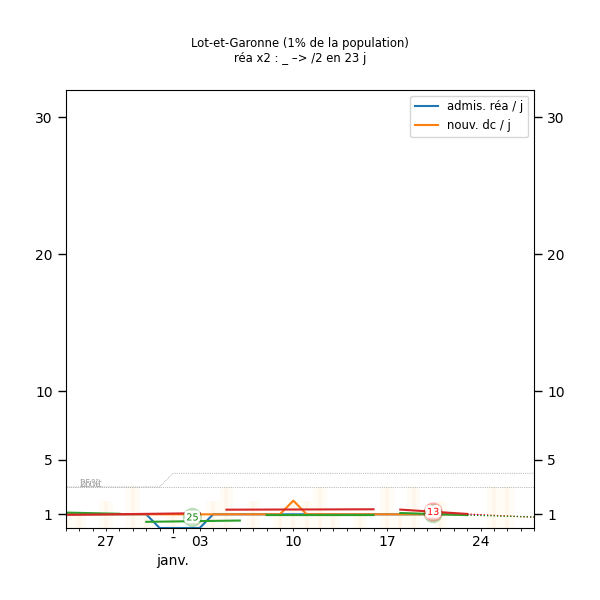 Lot-et-Garonne (1% de la population)
réa x2 : _ –> /2 en 23 j
admis. réa / j
nouv. dc / j
30 30
20 20
10 10
5 5
1 1
25
13
27 - 03 10 17 24
janv.